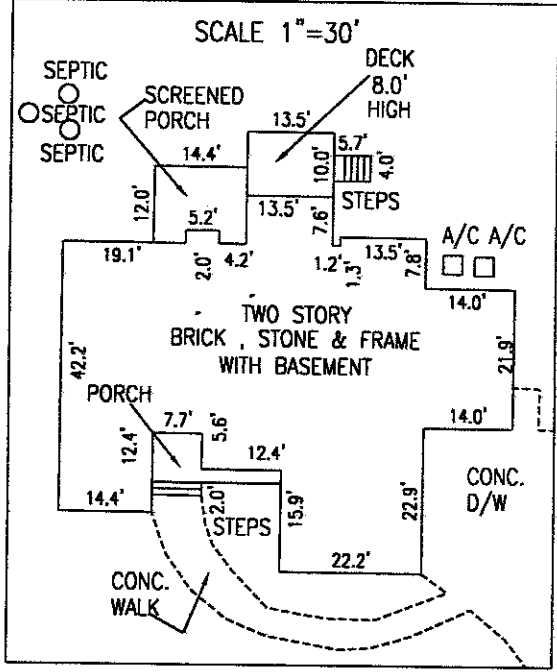 SCALE 1"=30'
DECK
8.0'
HIGH
SEPTIC
SEPTIC
SEPTIC
SCREENED
PORCH
13.5'
5.7'
10.0'
4.0'
14.4'
12.0'
13.5'
STEPS
5.2'
7.6'
19.1'
2.0'
4.2'
1.2'
1.3'
13.5'
7.8'
A/C A/C
14.0'
TWO STORY
BRICK , STONE & FRAME
WITH BASEMENT
42.2'
21.9'
PORCH
7.7'
5.6'
12.4'
12.4'
14.0'
CONC.
D/W
14.4'
2.0'
STEPS
15.9'
22.9'
22.2'
CONC.
WALK